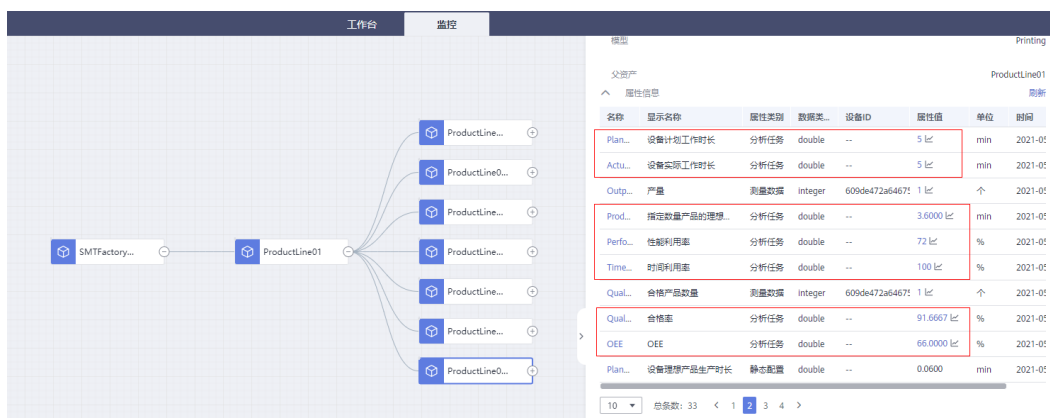 工作台 监控
模型 Printing
父资产 ProductLine01
属性信息 刷新
名称 显示名称 属性类别 数据类... 设备ID 属性值 单位 时间
Plan... 设备计划工作时长 分析任务 double -- 5 min 2021-05
Actu... 设备实际工作时长 分析任务 double -- 5 min 2021-05
Outp... 产量 测量数据 integer 609de472a64675 1 个 2021-05
Prod... 指定数量产品的理想... 分析任务 double -- 3.6000 min 2021-05
Perfo... 性能利用率 分析任务 double -- 72 % 2021-05
Time... 时间利用率 分析任务 double -- 100 % 2021-05
Qual... 合格产品数量 测量数据 integer 609de472a64675 1 个 2021-05
Qual... 合格率 分析任务 double -- 91.6667 % 2021-05
OEE OEE 分析任务 double -- 66.0000 % 2021-05
Plan... 设备理想产品生产时长 静态配置 double -- 0.0600 min 2021-05
10 总条数: 33 < 1 2 3 4 >
SMTFactory...
ProductLine01
ProductLine...
ProductLine0...
ProductLine...
ProductLine...
ProductLine...
ProductLine...
ProductLine0...